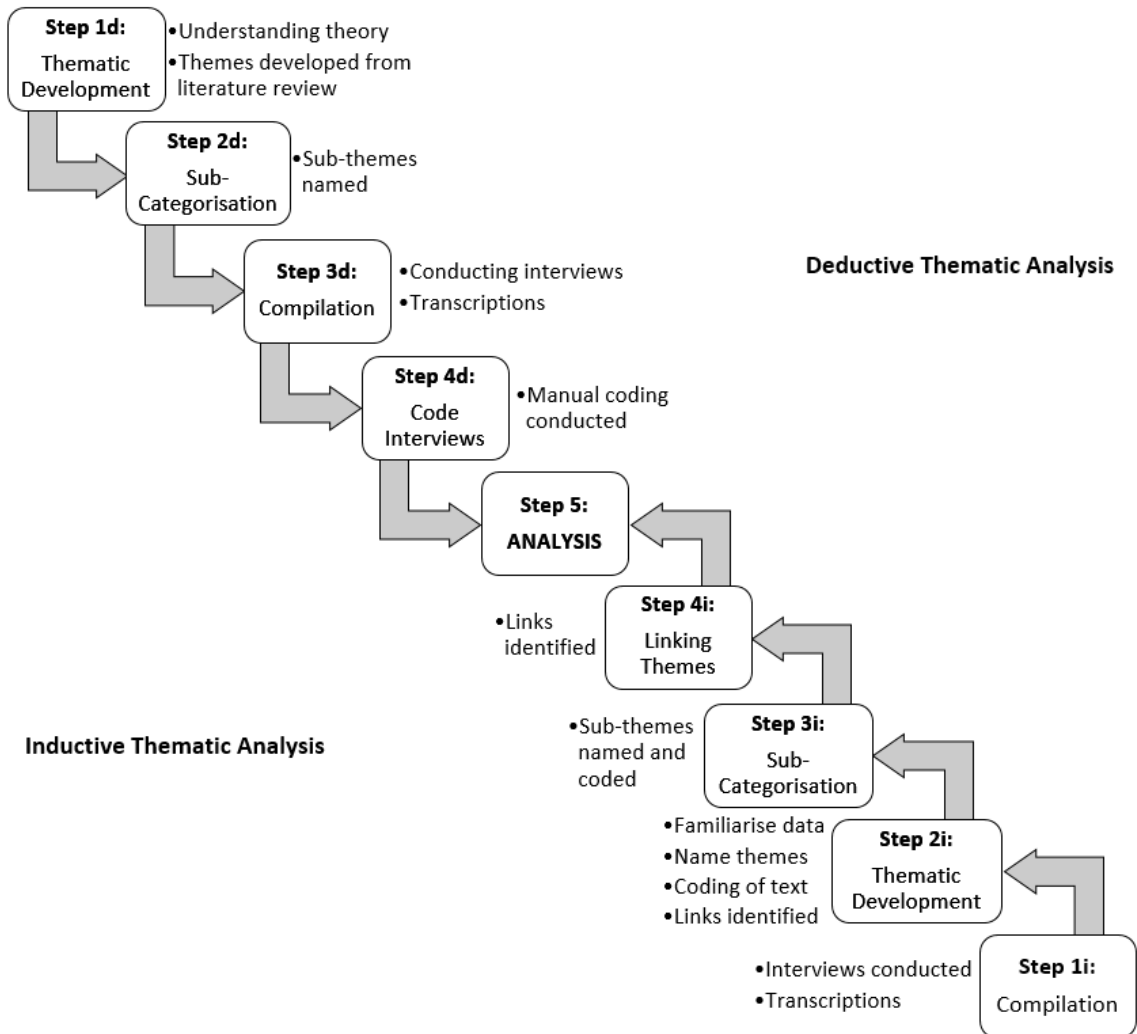 Step 1d:
Thematic
Development
•Understanding theory
•Themes developed from
literature review
Step 2d:
Sub-
Categorisation
•Sub-themes
named
Step 3d:
Compilation
•Conducting interviews
•Transcriptions
Deductive Thematic Analysis
Step 4d:
Code
Interviews
•Manual coding
conducted
Step 5:
ANALYSIS
Step 4i:
Linking
Themes
•Links
identified
Inductive Thematic Analysis
Step 3i:
Sub-
Categorisation
•Sub-themes
named and
coded
Step 2i:
Thematic
Development
•Familiarise data
•Name themes
•Coding of text
•Links identified
Step 1i:
Compilation
•Interviews conducted
•Transcriptions